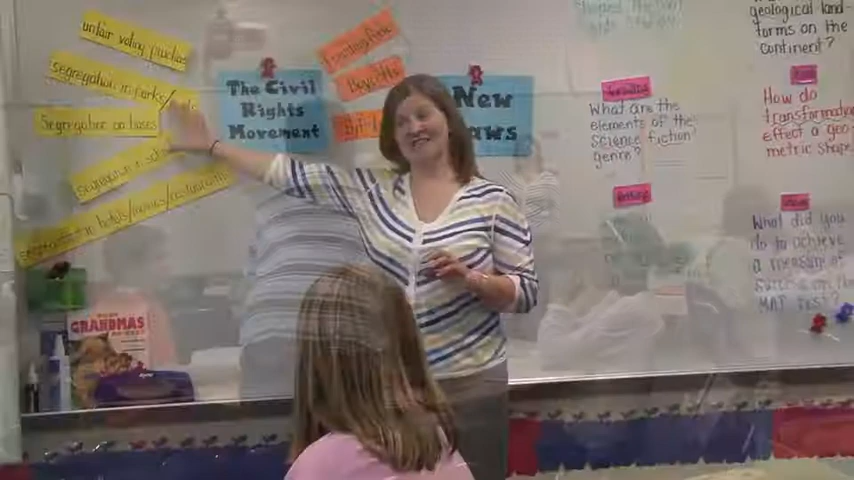 unfair voting practices
segregation in parks
Segregation on buses
segregation in
segregation in hotels/movies/restaurants
The Civil
Rights
Movement
Boycotts
New
Laws
What are the
elements of the
science fiction
genre?
Writing
geological land-
forms on the
continent?
How do
transformations
effect a geo-
metric shape
What did you
do to achieve
a measure of
success on the
MAT test?
GRANDMAS